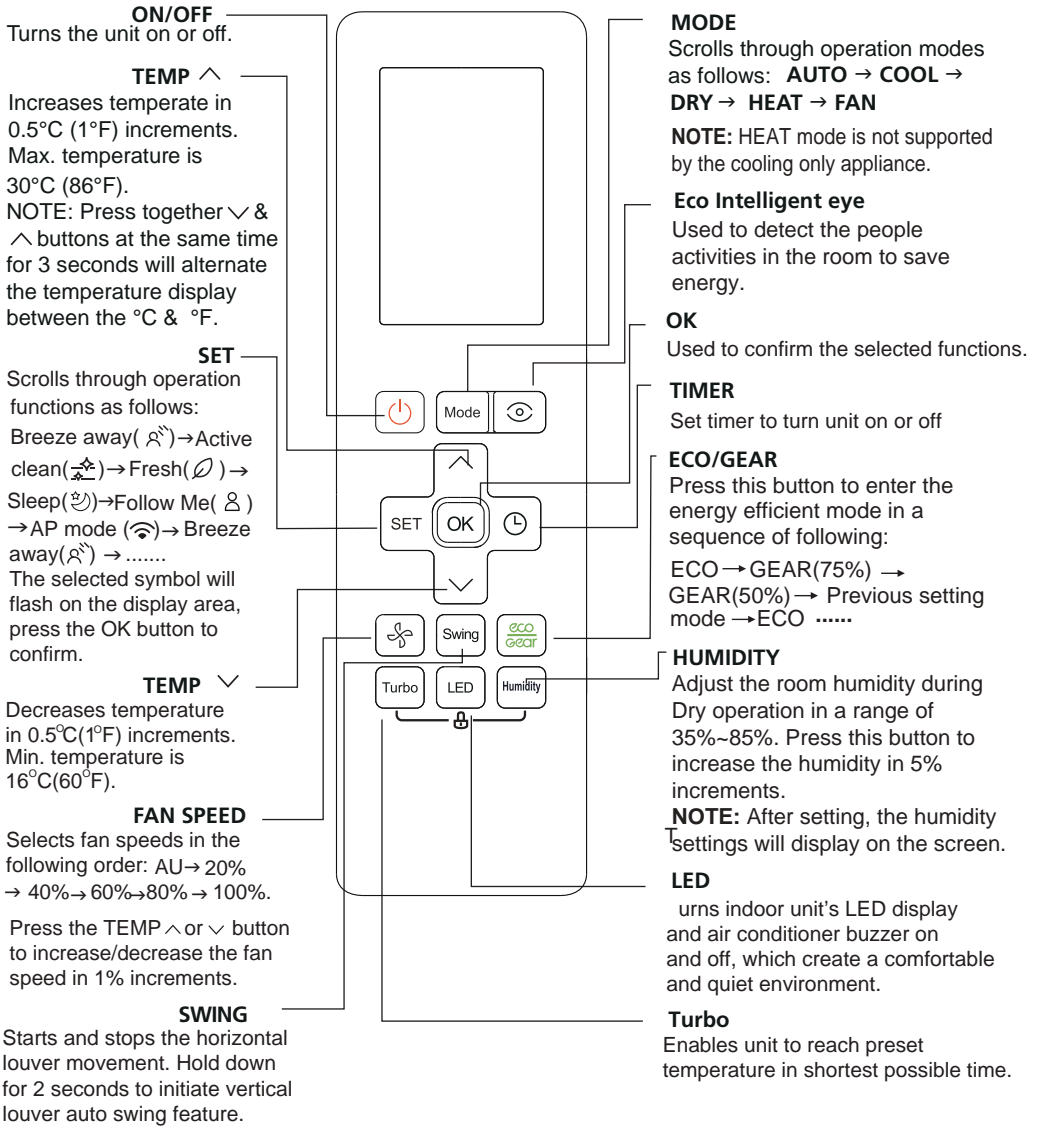 ON/OFF
Turns the unit on or off.
TEMP ︿
Increases temperate in
0.5°C (1°F) increments.
Max. temperature is
30°C (86°F).
NOTE: Press together ﹀ &
︿ buttons at the same time
for 3 seconds will alternate
the temperature display
between the °C & °F.
SET
Scrolls through operation
functions as follows:
Breeze away( )→Active
clean( )→Fresh( )→
Sleep( )→Follow Me( )
→AP mode ( )→ Breeze
away( ) → .......
The selected symbol will
flash on the display area,
press the OK button to
confirm.
TEMP ﹀
Decreases temperature
in 0.5°C(1°F) increments.
Min. temperature is
16°C(60°F).
FAN SPEED
Selects fan speeds in the
following order: AU→ 20%
→ 40%→ 60%→80% → 100%.
Press the TEMP ︿ or ﹀ button
to increase/decrease the fan
speed in 1% increments.
SWING
Starts and stops the horizontal
louver movement. Hold down
for 2 seconds to initiate vertical
louver auto swing feature.
Mode
SET
OK
Swing
eco
Gear
Turbo
LED
Humidity
MODE
Scrolls through operation modes
as follows: AUTO → COOL →
DRY → HEAT → FAN
NOTE: HEAT mode is not supported
by the cooling only appliance.
Eco Intelligent eye
Used to detect the people
activities in the room to save
energy.
OK
Used to confirm the selected functions.
TIMER
Set timer to turn unit on or off
ECO/GEAR
Press this button to enter the
energy efficient mode in a
sequence of following:
ECO → GEAR(75%) →
GEAR(50%) → Previous setting
mode → ECO ······
HUMIDITY
Adjust the room humidity during
Dry operation in a range of
35%~85%. Press this button to
increase the humidity in 5%
increments.
NOTE: After setting, the humidity
settings will display on the screen.
LED
T
urns indoor unit's LED display
and air conditioner buzzer on
and off, which create a comfortable
and quiet environment.
Turbo
Enables unit to reach preset
temperature in shortest possible time.